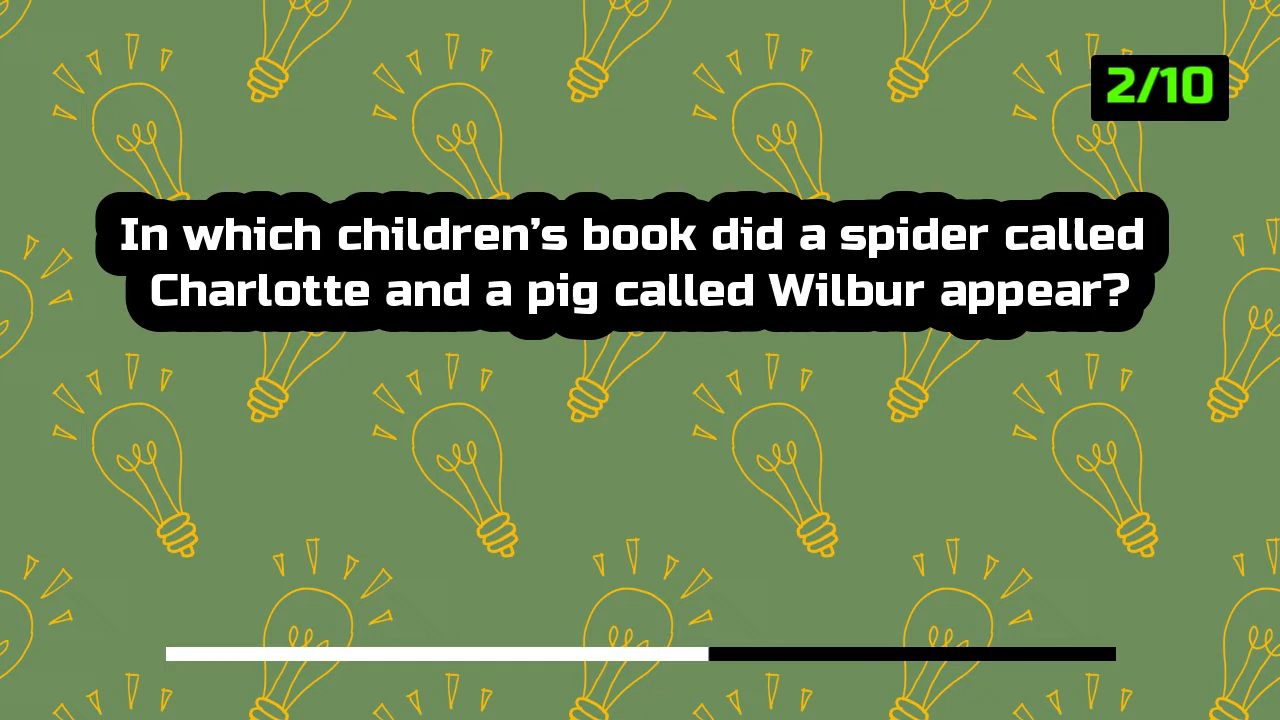 2/10
In which children’s book did a spider called
Charlotte and a pig called Wilbur appear?